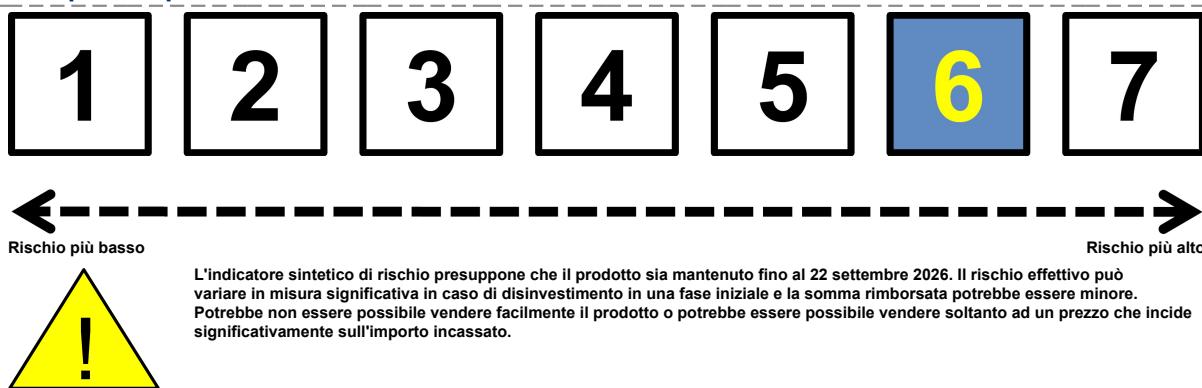 1 2 3 4 5 6 7
Rischio più basso Rischio più alto
!
L'indicatore sintetico di rischio presuppone che il prodotto sia mantenuto fino al 22 settembre 2026. Il rischio effettivo può
variare in misura significativa in caso di disinvestimento in una fase iniziale e la somma rimborsata potrebbe essere minore.
Potrebbe non essere possibile vendere facilmente il prodotto o potrebbe essere possibile vendere soltanto ad un prezzo che incide
significativamente sull'importo incassato.